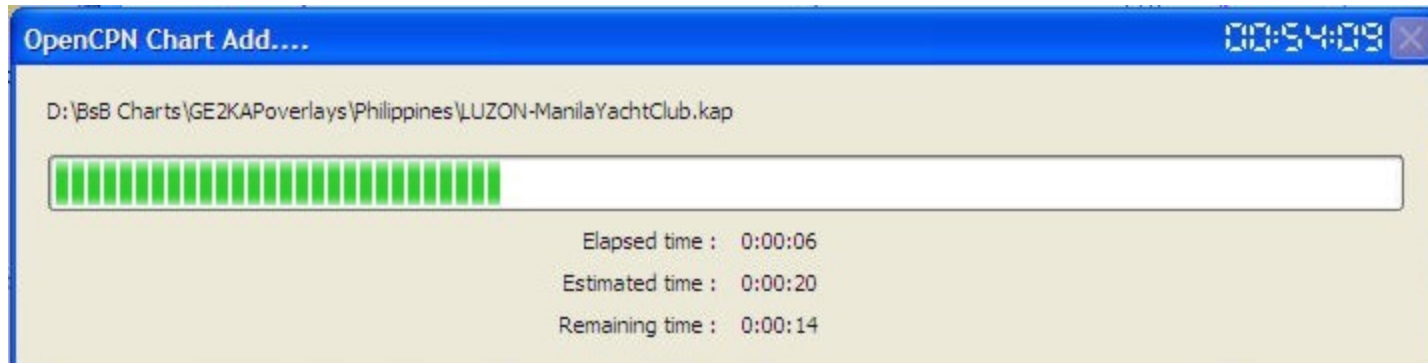 OpenCPN Chart Add.... 00:54:09
D:\BsB Charts\GE2KAPoverlays\Philippines\LUZON-ManilaYachtClub.kap
Elapsed time : 0:00:06
Estimated time : 0:00:20
Remaining time : 0:00:14